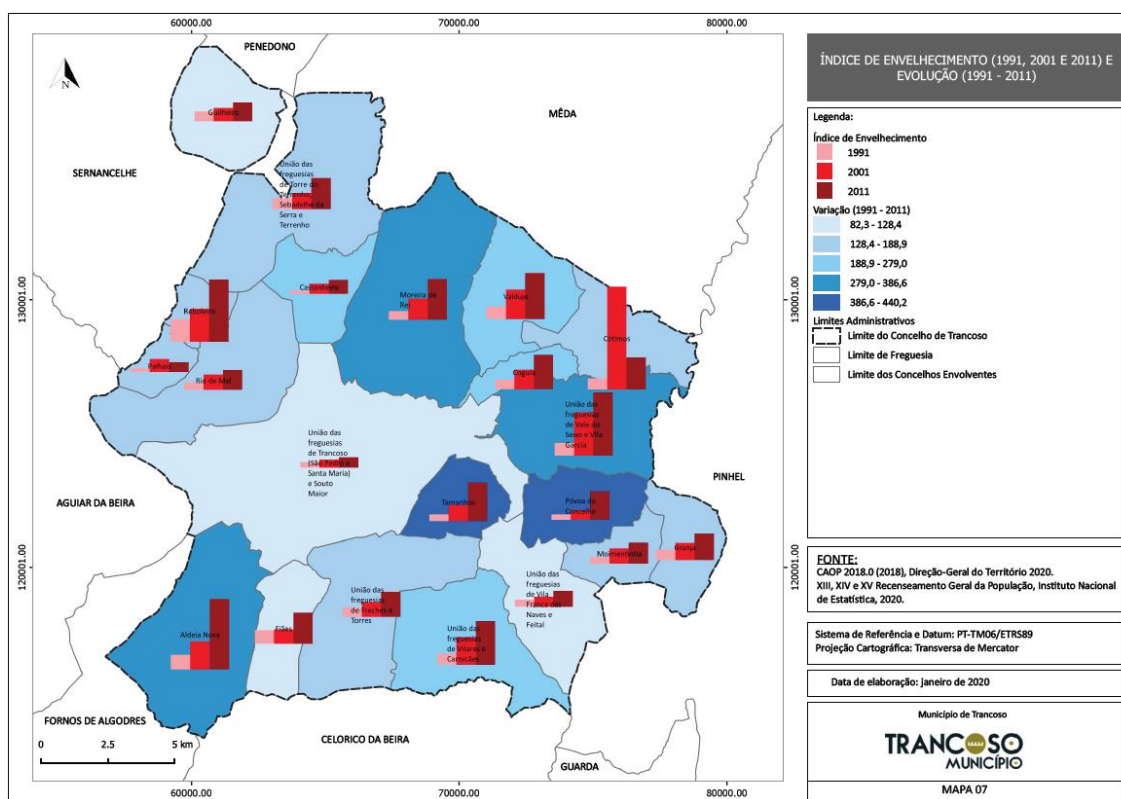 60000.00
70000.00
80000.00
PENEDONO
MÊDA
SERNANCELHE
N
Guilheiro
União das
freguesias
de Torre do
Terrenho,
Sebadelhe da
Serra e
Terrenho
130001.00
130001.00
Castanheira
Moreira de
Rei
Valdujo
Reboleiro
Cótimos
Palhais
Rio de Mel
Cogula
União das
freguesias
de Vale do
Seixo e Vila
Garcia
União das
freguesias
de Trancoso
(São Pedro e
Santa Maria)
e Souto
Maior
PINHEL
AGUIAR DA BEIRA
Tamanhos
Póvoa do
Concelho
Moimentinha
Granja
120001.00
120001.00
União das
freguesias
de Vila
Franca das
Naves e
Feital
União das
freguesias
de Freches e
Torres
Aldeia Nova
Fiães
União das
freguesias
de Vilares e
Carnicães
FORNOS DE ALGODRES
CELORICO DA BEIRA
GUARDA
0 2.5 5 km
60000.00
70000.00
80000.00
ÍNDICE DE ENVELHECIMENTO (1991, 2001 E 2011) E
EVOLUÇÃO (1991 - 2011)
Legenda:
Índice de Envelhecimento
1991
2001
2011
Variação (1991 - 2011)
82,3 - 128,4
128,4 - 188,9
188,9 - 279,0
279,0 - 386,6
386,6 - 440,2
Limites Administrativos
Limite do Concelho de Trancoso
Limite de Freguesia
Limite dos Concelhos Envolventes
FONTE:
CAOP 2018.0 (2018), Direção-Geral do Território 2020.
XIII, XIV e XV Recenseamento Geral da População, Instituto Nacional
de Estatística, 2020.
Sistema de Referência e Datum: PT-TM06/ETRS89
Projeção Cartográfica: Transversa de Mercator
Data de elaboração: janeiro de 2020
Município de Trancoso
TRANCOSO
MUNICÍPIO
MAPA 07